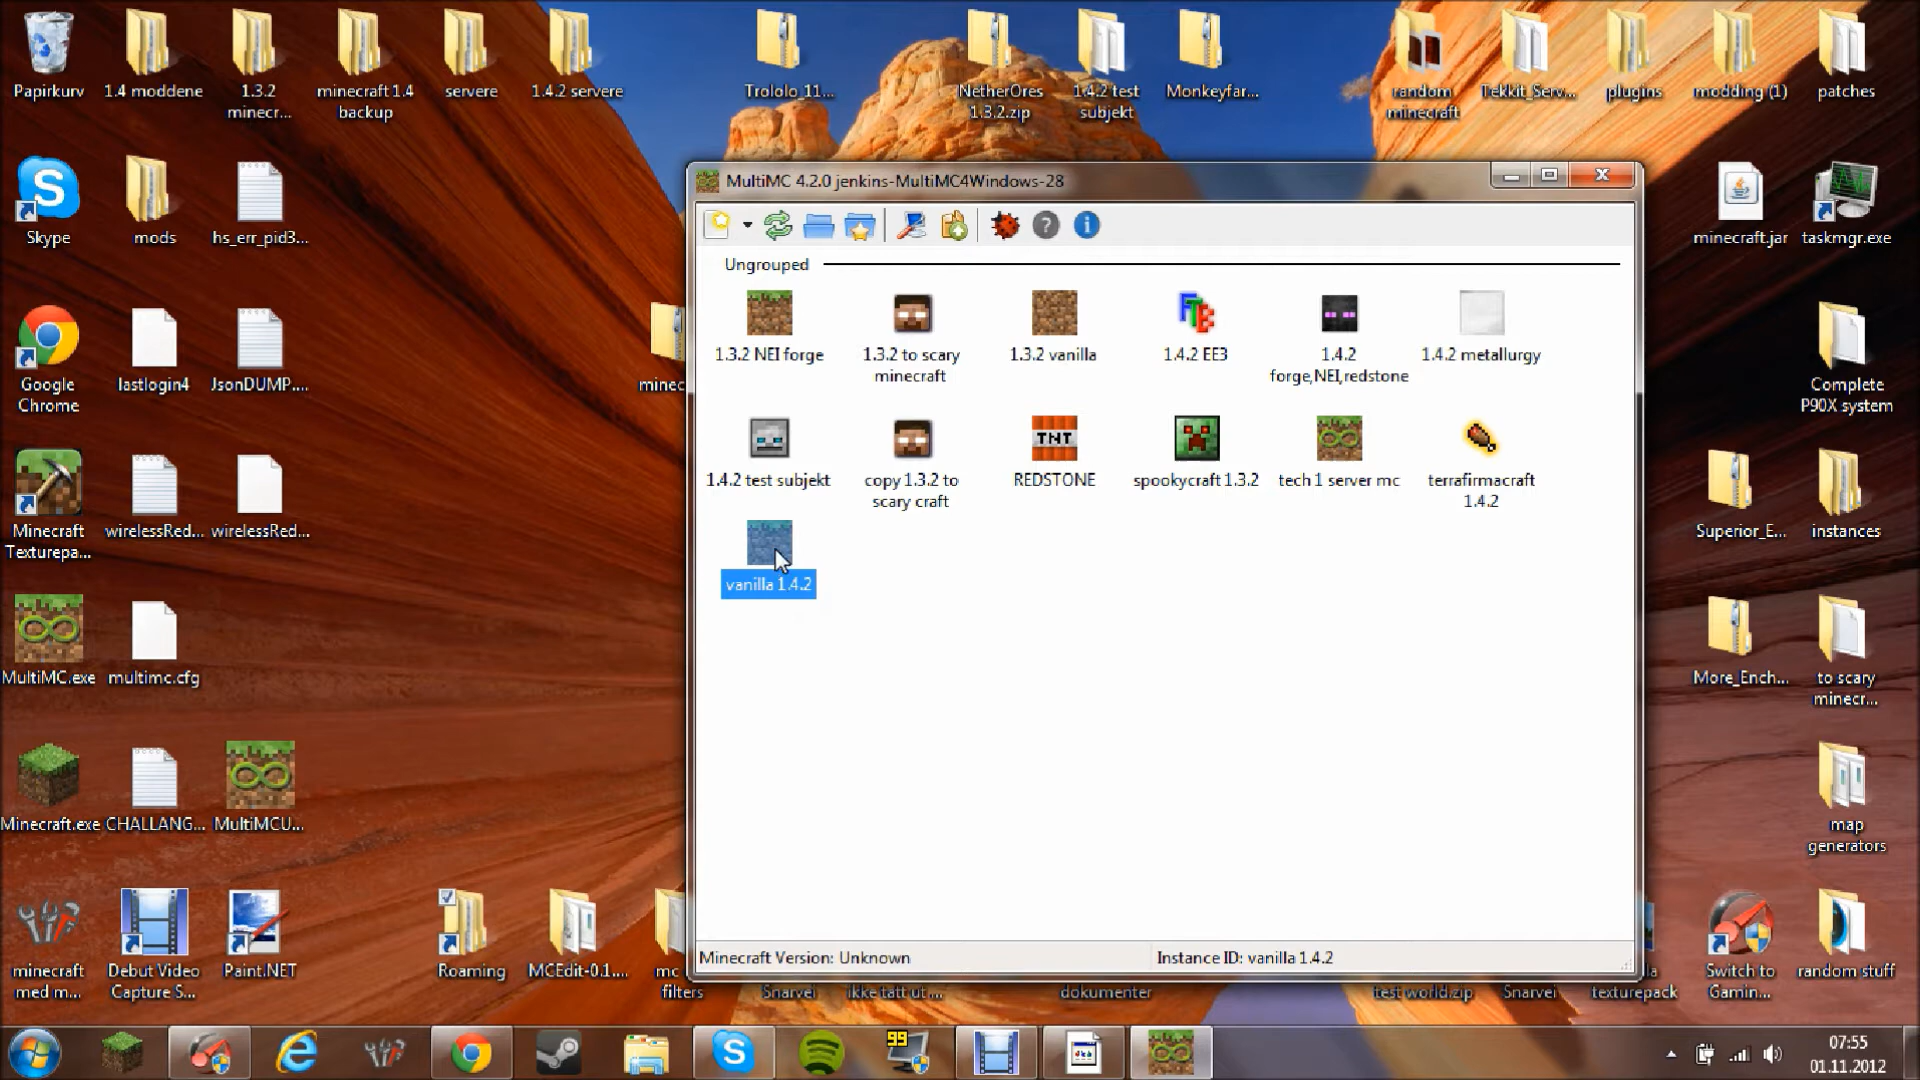 Papirkurv
1.4 moddene
1.3.2
minecr...
minecraft 1.4
backup
servere
1.4.2 servere
Trololo_11...
NetherOres
1.3.2.zip
1.4.2 test
subjekt
Monkeyfar...
random
minecraft
Tekkit_Serv...
plugins
modding (1)
patches
Skype
mods
hs_err_pid3...
minecraft.jar
taskmgr.exe
Google
Chrome
lastlogin4
JsonDUMP....
minec
Complete
P90X system
Minecraft
Texturepa...
wirelessRed...
wirelessRed...
Superior_E...
instances
MultiMC.exe
multimc.cfg
More_Ench...
to scary
minecr...
Minecraft.exe
CHALLANG...
MultiMCU...
map
generators
minecraft
med m...
Debut Video
Capture S...
Paint.NET
Roaming
MCEdit-0.1....
mc
filters
Snarvei
ikke tatt ut ...
dokumenter
test world.zip
Snarvei
texturepack
Switch to
Gamin...
random stuff
MultiMC 4.2.0 jenkins-MultiMC4Windows-28
Ungrouped
1.3.2 NEI forge
1.3.2 to scary
minecraft
1.3.2 vanilla
FTB
1.4.2 EE3
1.4.2
forge,NEI,redstone
1.4.2 metallurgy
1.4.2 test subjekt
copy 1.3.2 to
scary craft
TNT
REDSTONE
spookycraft 1.3.2
tech 1 server mc
terrafirmacraft
1.4.2
vanilla 1.4.2
Minecraft Version: Unknown
Instance ID: vanilla 1.4.2
99
07:55
01.11.2012